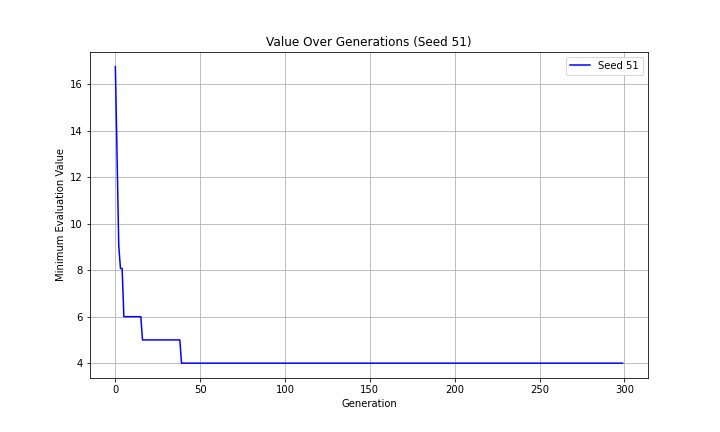 Value Over Generations (Seed 51)
Seed 51
Minimum Evaluation Value
16
14
12
10
8
6
4
0 50 100 150 200 250 300
Generation